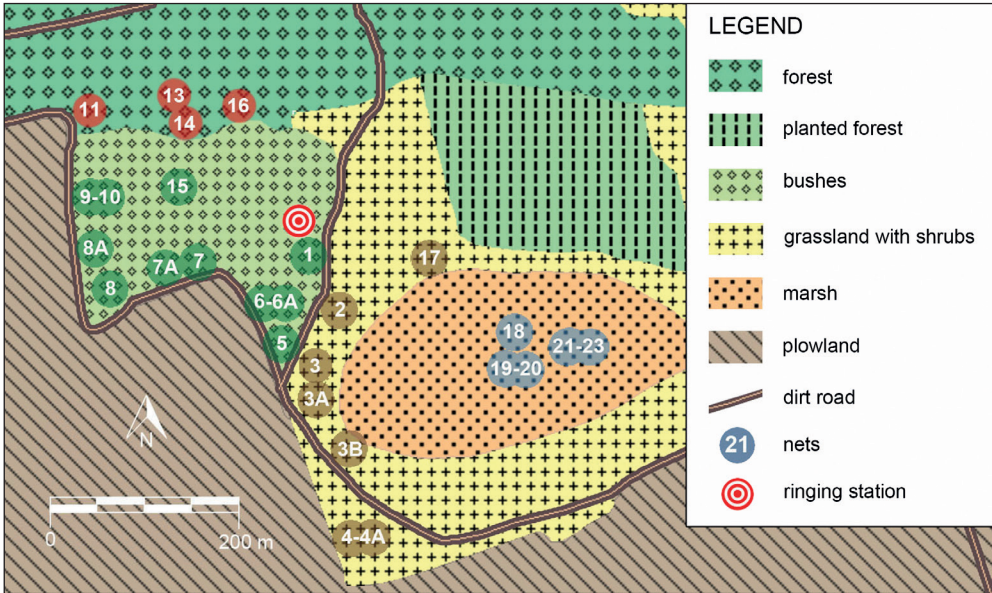 LEGEND
forest
planted forest
bushes
grassland with shrubs
marsh
plowland
dirt road
21 nets
ringing station
11
13
14
16
9-10
15
8A
8
7A
7
1
6-6A
5
2
17
3
3A
3B
4-4A
18
19-20
21-23
N
0 200 m